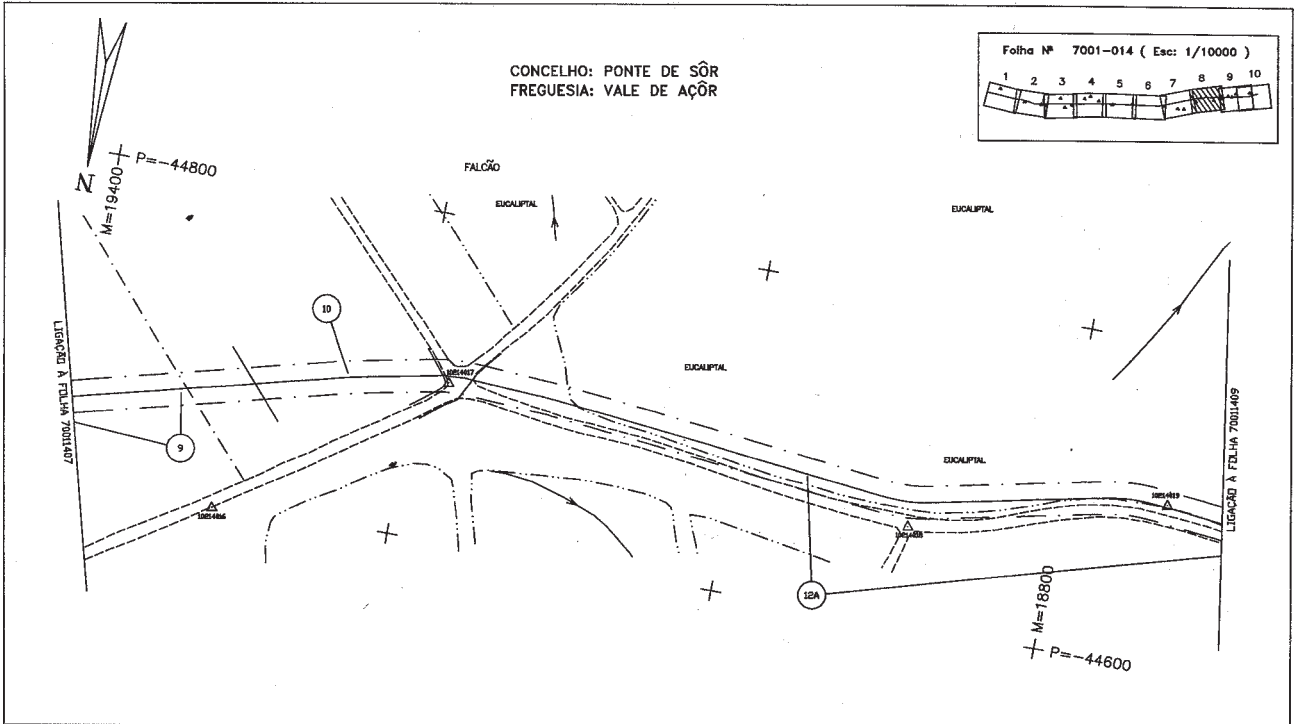 CONCELHO: PONTE DE SÔR
FREGUESIA: VALE DE AÇÔR
Folha Nº 7001-014 ( Esc: 1/10000 )
1 2 3 4 5 6 7 8 9 10
N
M=19400
P=-44800
FALCÃO
EUCALIPTAL
EUCALIPTAL
10
LIGAÇÃO À FOLHA 70011407
10214417
EUCALIPTAL
9
EUCALIPTAL
LIGAÇÃO À FOLHA 70011409
12A
M=18800
P=-44600